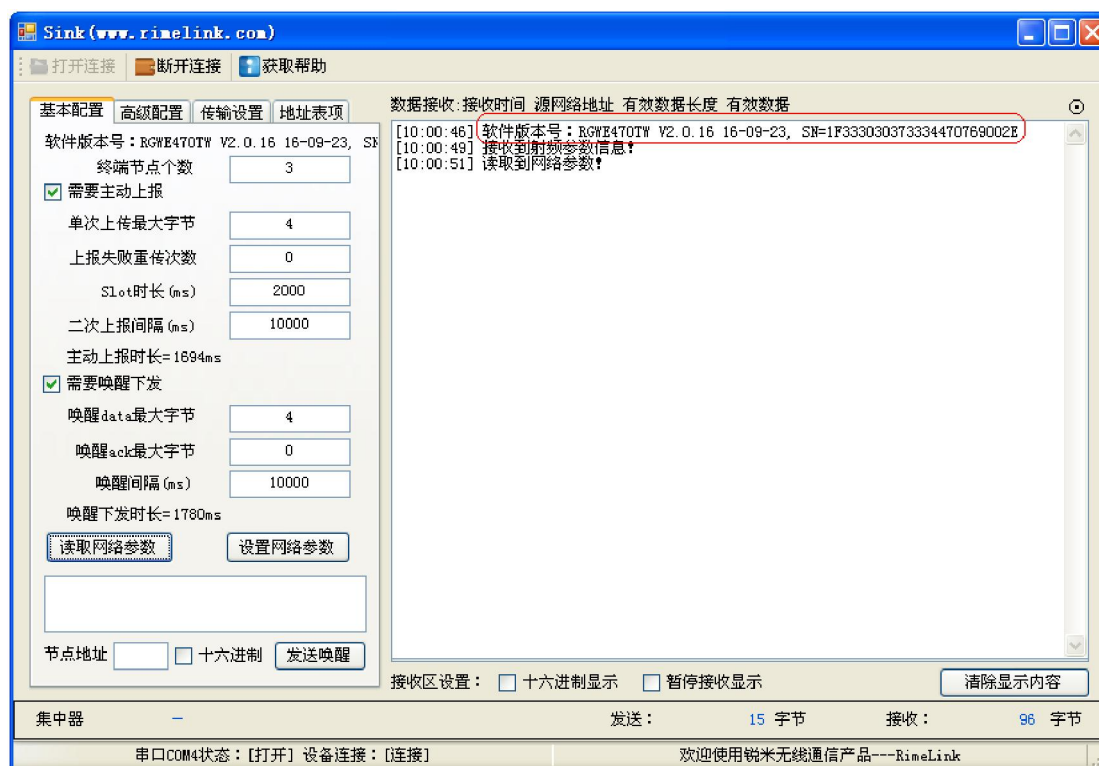 Sink(www.rimelink.com)
打开连接 断开连接 获取帮助
基本配置 高级配置 传输设置 地址表项
软件版本号：RGWE470TW V2.0.16 16-09-23, SN
终端节点个数 3
需要主动上报
单次上传最大字节 4
上报失败重传次数 0
Slot时长(ms) 2000
二次上报间隔(ms) 10000
主动上报时长=1694ms
需要唤醒下发
唤醒data最大字节 4
唤醒ack最大字节 0
唤醒间隔(ms) 10000
唤醒下发时长=1780ms
读取网络参数 设置网络参数
节点地址 十六进制 发送唤醒
数据接收:接收时间 源网络地址 有效数据长度 有效数据
[10:00:46] 软件版本号：RGWE470TW V2.0.16 16-09-23, SN=1F333030373334470769002E
[10:00:49] 接收到射频参数信息!
[10:00:51] 读取到网络参数!
接收区设置： 十六进制显示 暂停接收显示 清除显示内容
集中器 — 发送： 15 字节 接收： 96 字节
串口COM4状态：[打开] 设备连接：[连接] 欢迎使用锐米无线通信产品---RimeLink